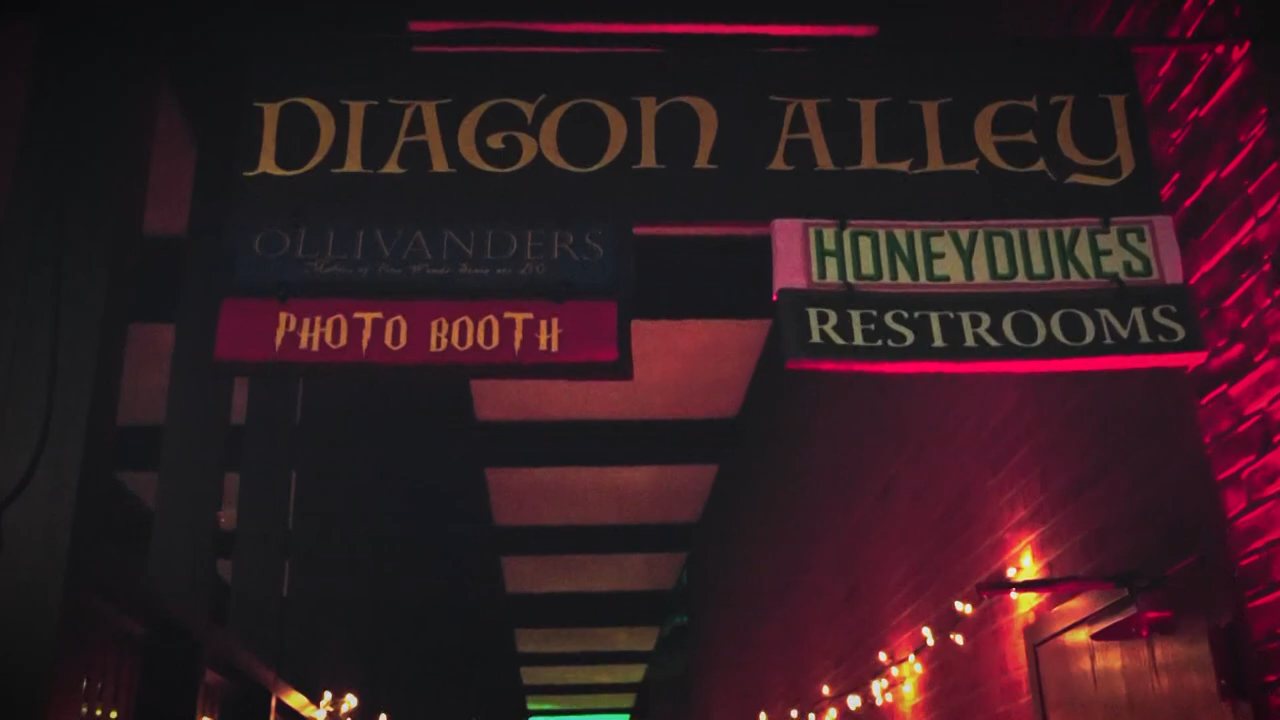 DIAGON ALLEY
OLLIVANDERS
PHOTO BOOTH
HONEYDUKES
RESTROOMS